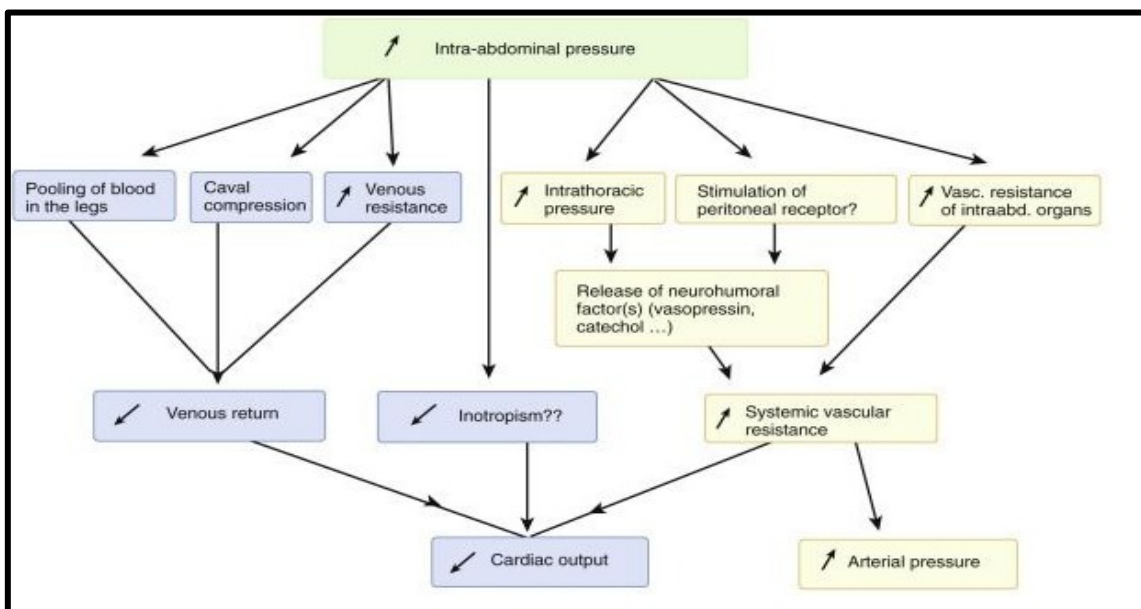 Intra-abdominal pressure
Pooling of blood
in the legs
Caval
compression
Venous
resistance
Intrathoracic
pressure
Stimulation of
peritoneal receptor?
Vasc. resistance
of intraabd. organs
Release of neurohumoral
factor(s) (vasopressin,
catechol ...)
Venous return
Inotropism??
Systemic vascular
resistance
Cardiac output
Arterial pressure